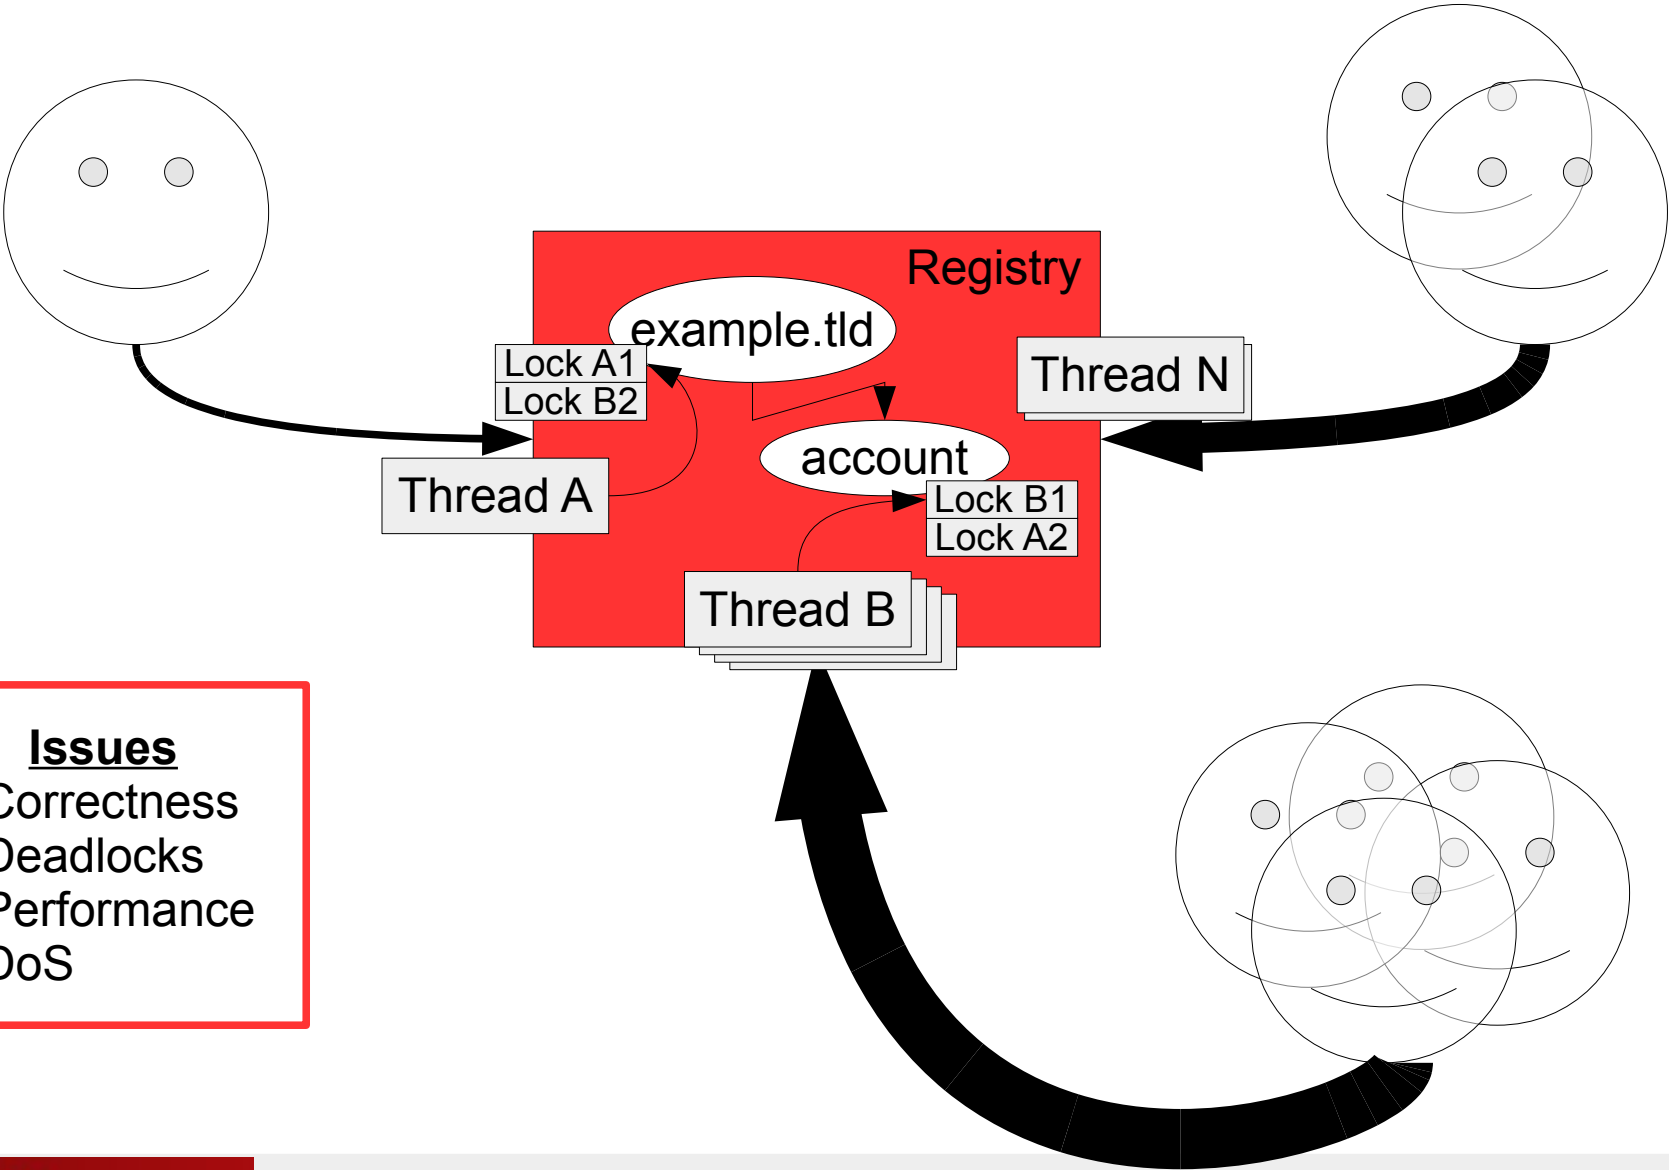 Registry
example.tld
Lock A1
Lock B2
Thread N
account
Thread A
Lock B1
Lock A2
Thread B
Issues
Correctness
Deadlocks
Performance
DoS